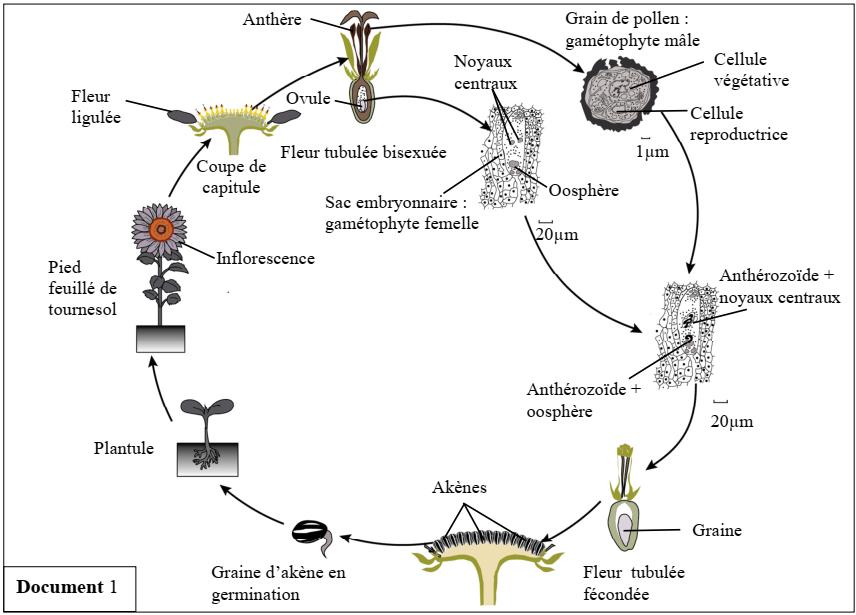 Anthère
Grain de pollen :
gamétophyte mâle
Cellule
végétative
Noyaux
centraux
Cellule
reproductrice
1µm
Fleur
ligulée
Ovule
Coupe de
capitule
Fleur tubulée bisexuée
Sac embryonnaire :
gamétophyte femelle
Oosphère
20µm
Inflorescence
Pied
feuillé de
tournesol
Anthérozoïde +
noyaux centraux
Anthérozoïde +
oosphère
20µm
Plantule
Akènes
Graine
Graine d’akène en
germination
Fleur tubulée
fécondée
Document 1